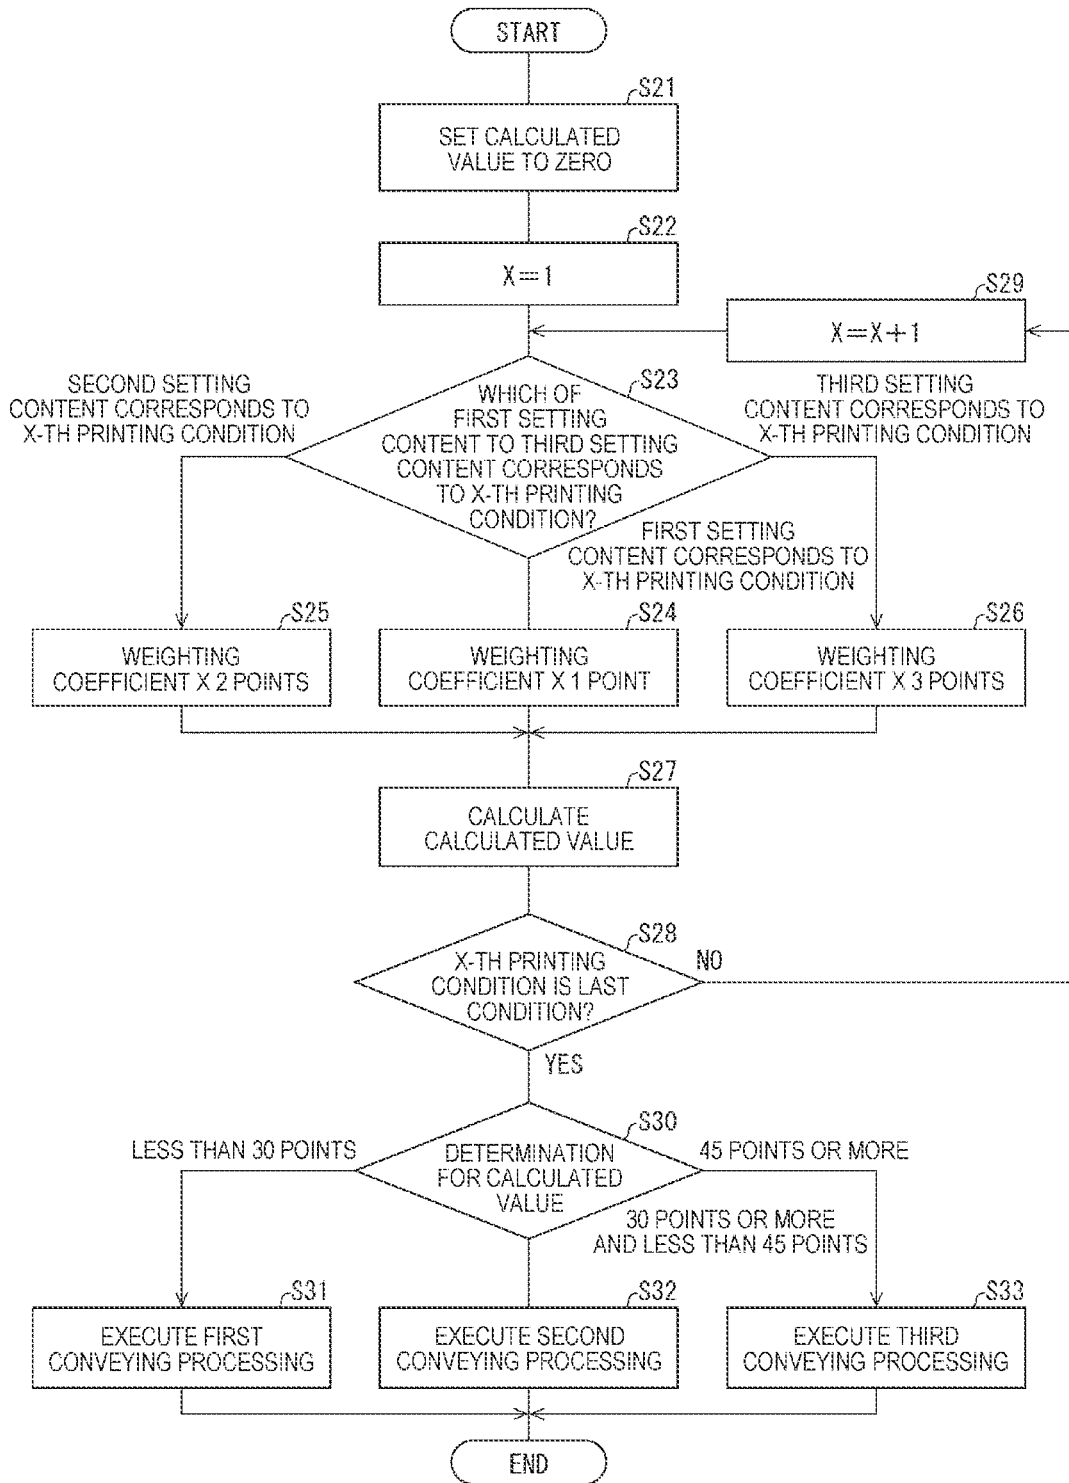 START
S21
SET CALCULATED
VALUE TO ZERO
S22
X=1
S29
X=X+1
SECOND SETTING
CONTENT CORRESPONDS TO
X-TH PRINTING CONDITION
S23
WHICH OF
FIRST SETTING
CONTENT TO THIRD SETTING
CONTENT CORRESPONDS
TO X-TH PRINTING
CONDITION?
THIRD SETTING
CONTENT CORRESPONDS TO
X-TH PRINTING CONDITION
FIRST SETTING
CONTENT CORRESPONDS TO
X-TH PRINTING CONDITION
S25
WEIGHTING
COEFFICIENT X 2 POINTS
S24
WEIGHTING
COEFFICIENT X 1 POINT
S26
WEIGHTING
COEFFICIENT X 3 POINTS
S27
CALCULATE
CALCULATED VALUE
S28
X-TH PRINTING
CONDITION IS LAST
CONDITION?
NO
YES
S30
LESS THAN 30 POINTS
DETERMINATION
FOR CALCULATED
VALUE
45 POINTS OR MORE
30 POINTS OR MORE
AND LESS THAN 45 POINTS
S31
EXECUTE FIRST
CONVEYING PROCESSING
S32
EXECUTE SECOND
CONVEYING PROCESSING
S33
EXECUTE THIRD
CONVEYING PROCESSING
END